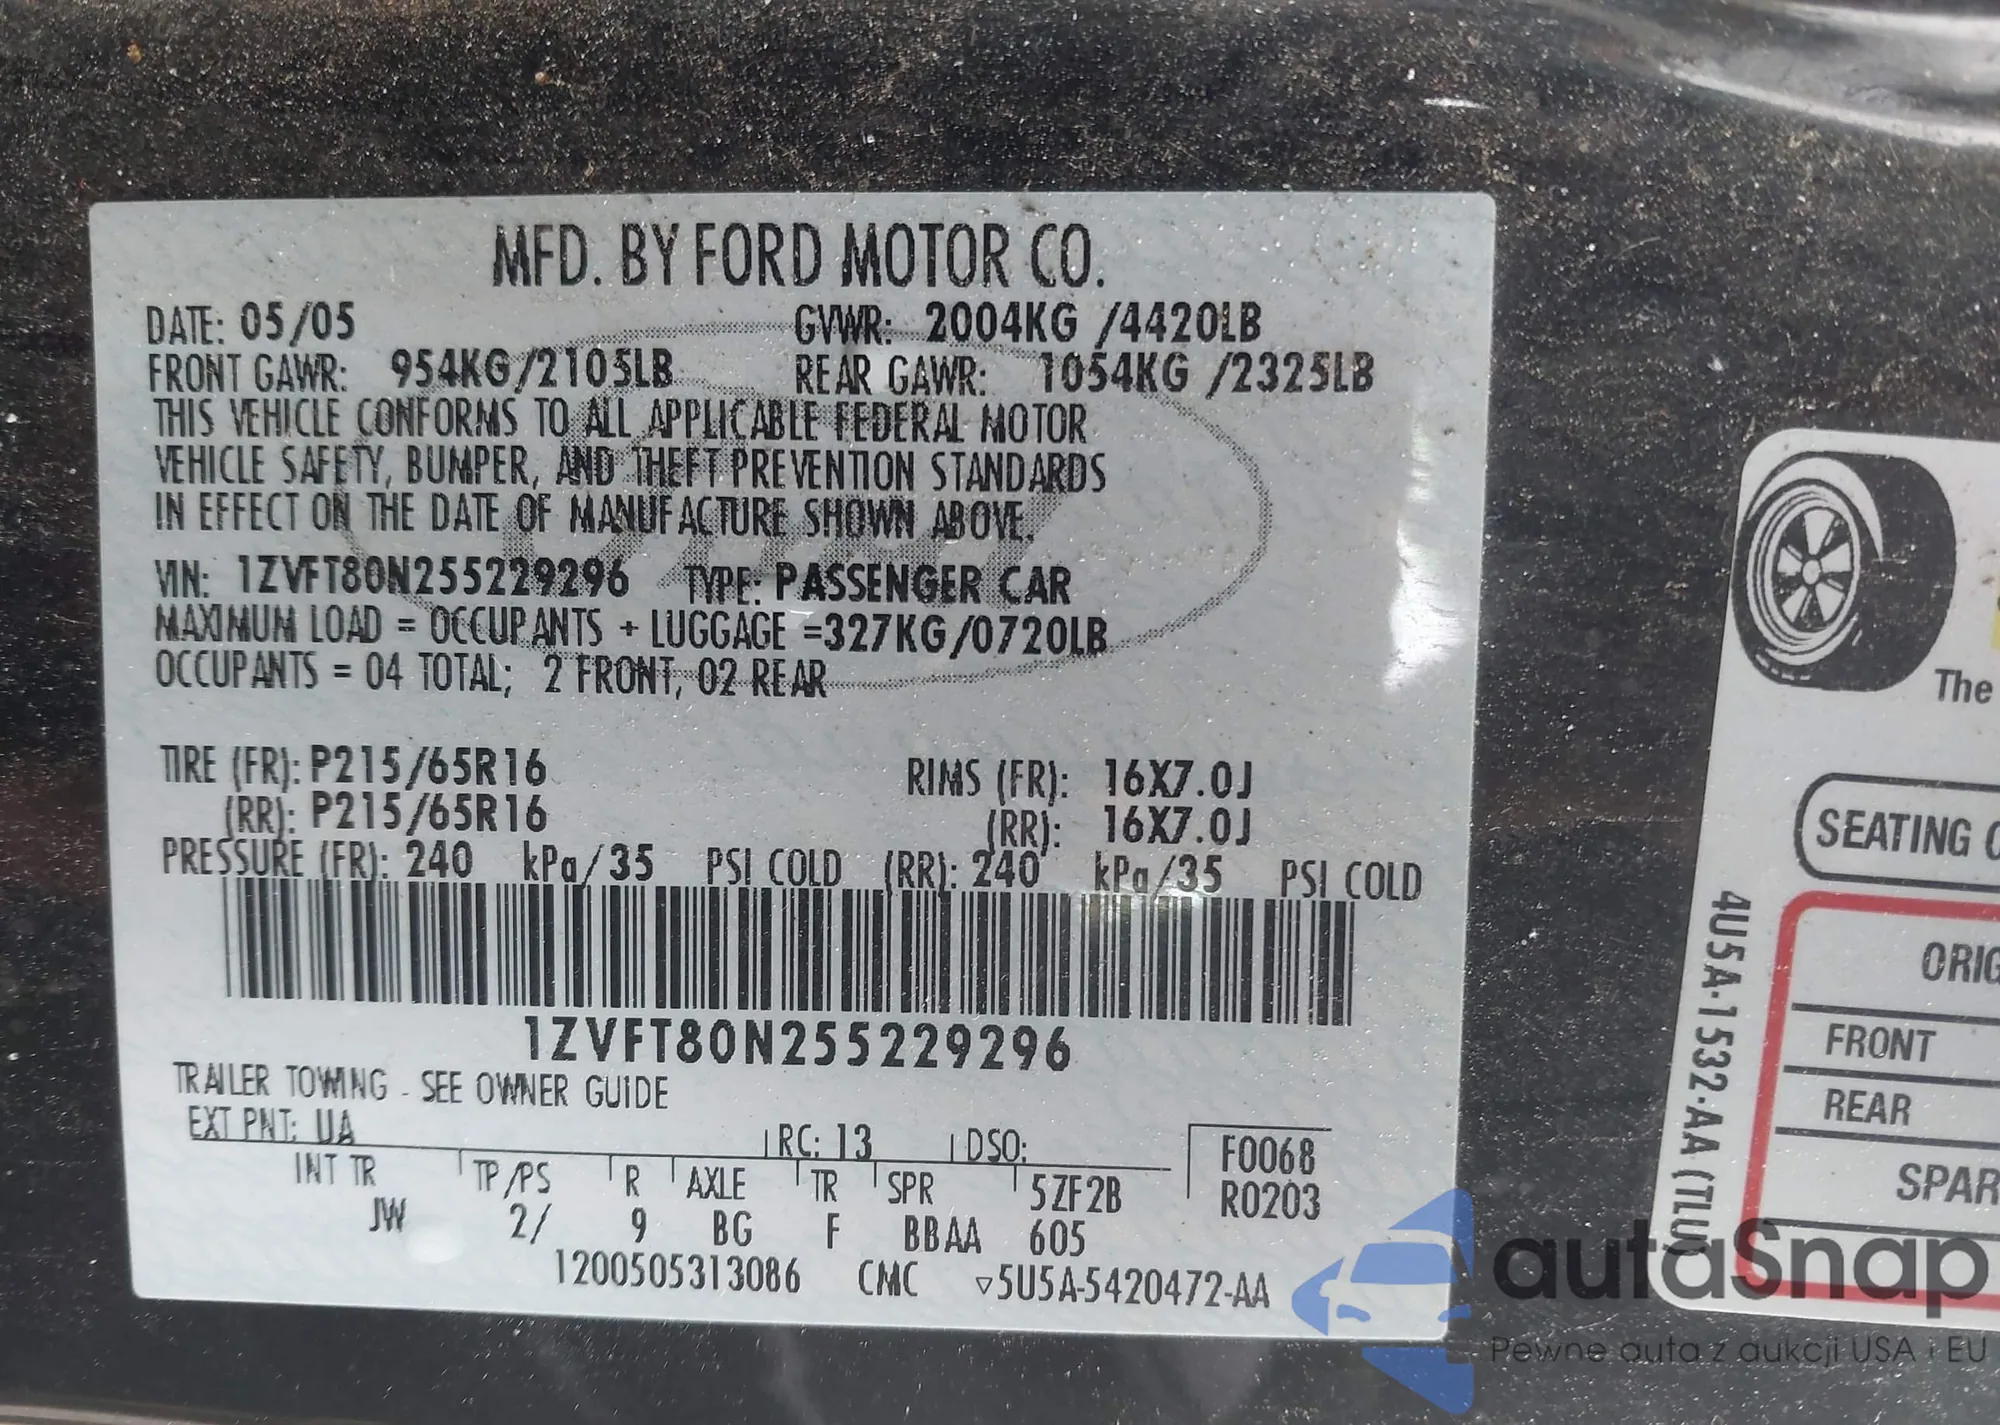 MFD. BY FORD MOTOR CO.
DATE: 05/05 GVWR: 2004KG /4420LB
FRONT GAWR: 954KG/2103LB REAR GAWR: 1054KG /2325LB
THIS VEHICLE CONFORMS TO ALL APPLICABLE FEDERAL MOTOR
VEHICLE SAFETY, BUMPER, AND THEFT PREVENTION STANDARDS
IN EFFECT ON THE DATE OF MANUFACTURE SHOWN ABOVE.
VIN: 1ZVFT80N255229296 TYPE: PASSENGER CAR
MAXIMUM LOAD = OCCUPANTS + LUGGAGE =327KG/0720LB
OCCUPANTS = 04 TOTAL; 2 FRONT, 02 REAR
TIRE (FR): P215/65R16 RIMS (FR): 16X7.0J
(RR): P215/65R16 (RR): 16X7.0J
PRESSURE (FR): 240 kPa/35 PSI COLD (RR): 240 kPa/35 PSI COLD
1ZVFT80N255229296
TRAILER TOWING - SEE OWNER GUIDE
EXT PNT: UA RC: 13 DSO: F0068
INT TR TP/PS R AXLE TR SPR 5ZF2B R0203
JW 2/ 9 BG F BBAA 605
1200505313086 CMC ▽5U5A-5420472-AA
The
SEATING
ORIG
FRONT
REAR
SPAR
4U5A-1532-AA (TLU)
autaSnap
Pewne auta z aukcji USA i EU